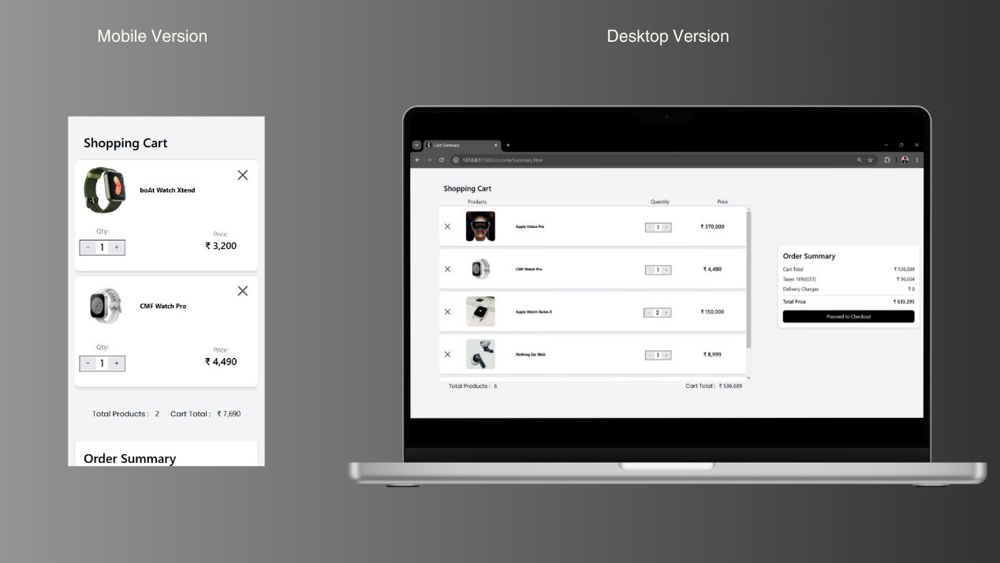 Mobile Version
Desktop Version
Shopping Cart
boAt Watch Xtend
Qty:
Price:
- 1 +
₹ 3,200
CMF Watch Pro
Qty:
Price:
- 1 +
₹ 4,490
Total Products : 2 Cart Total : ₹ 7,690
Order Summary
Cart Summary
127.0.0.1:5500/src/orderSummary.html
Shopping Cart
Products Quantity Price
Apple Vision Pro - 1 + ₹ 370,000
CMF Watch Pro - 1 + ₹ 4,490
Apple Watch Series 8 - 2 + ₹ 150,000
Nothing Ear Stick - 1 + ₹ 8,999
Total Products : 6 Cart Total : ₹ 536,689
Order Summary
Cart Total ₹ 536,689
Taxes 18%(GST) ₹ 96,604
Delivery Charges ₹ 0
Total Price ₹ 633,293
Proceed to Checkout